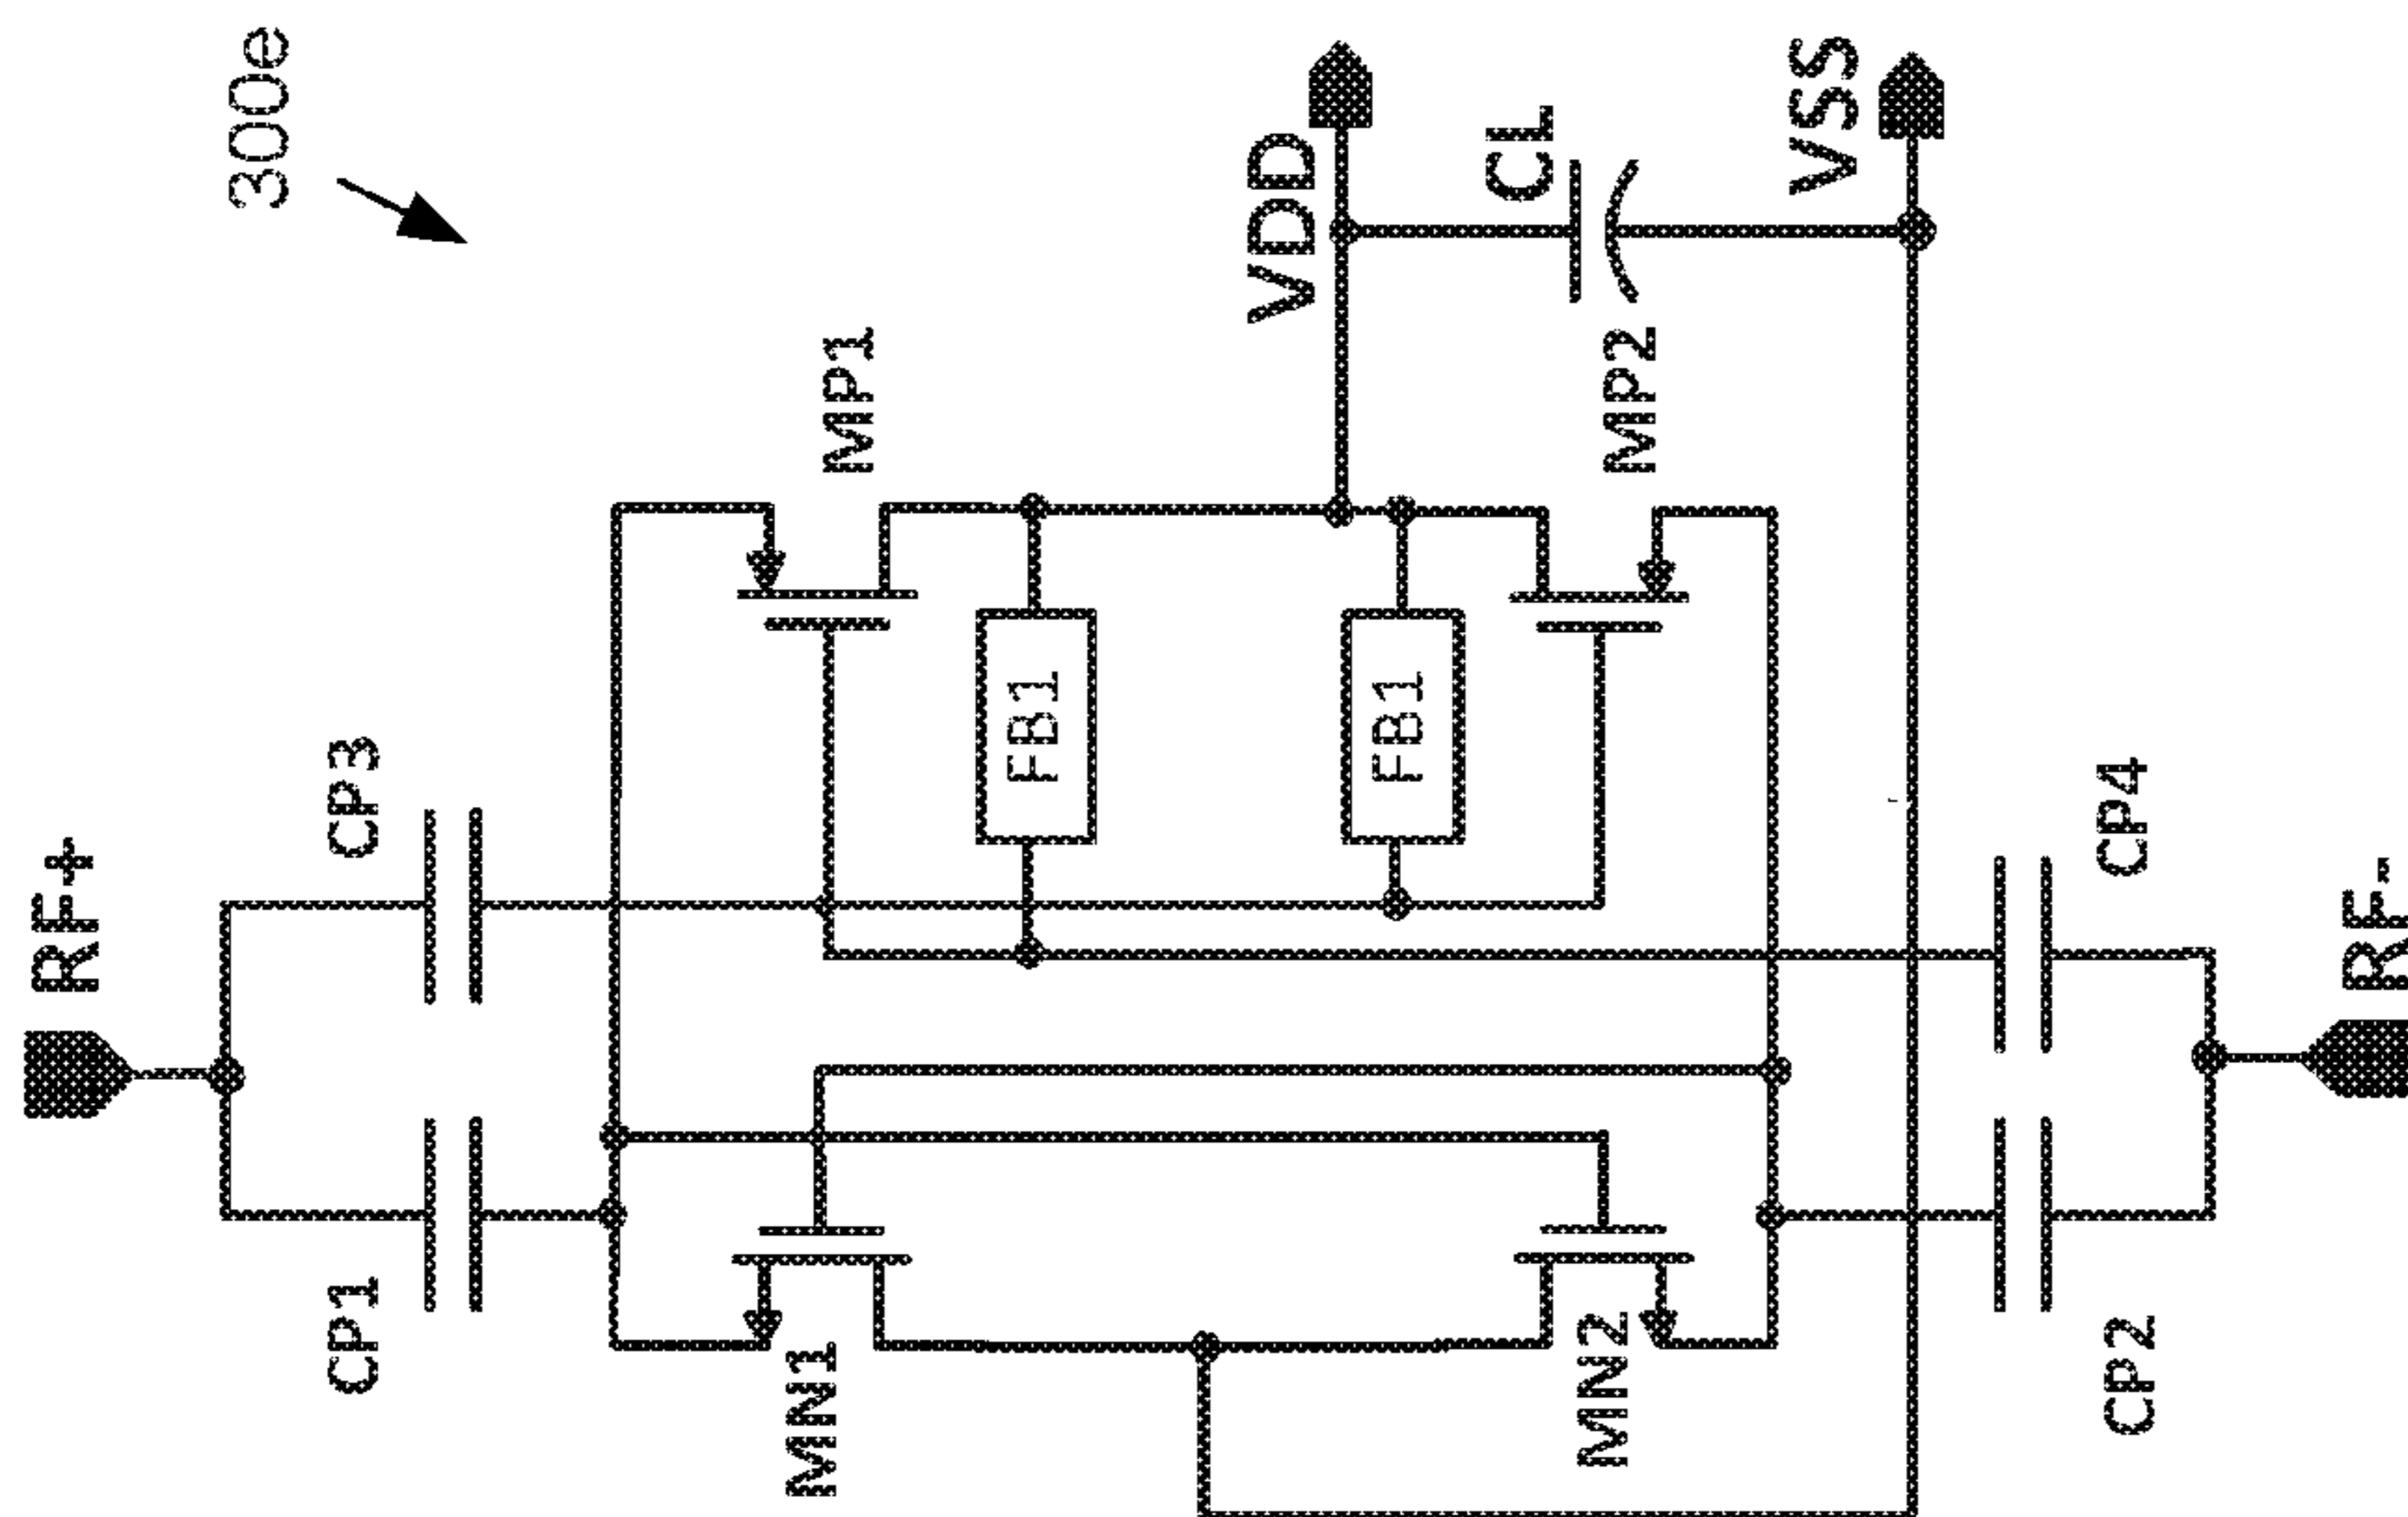 300e
RF+
CP1
CP3
MN1
MP1
FB1
VDD
FB1
CL
MN2
MP2
VSS
CP2
CP4
RF-